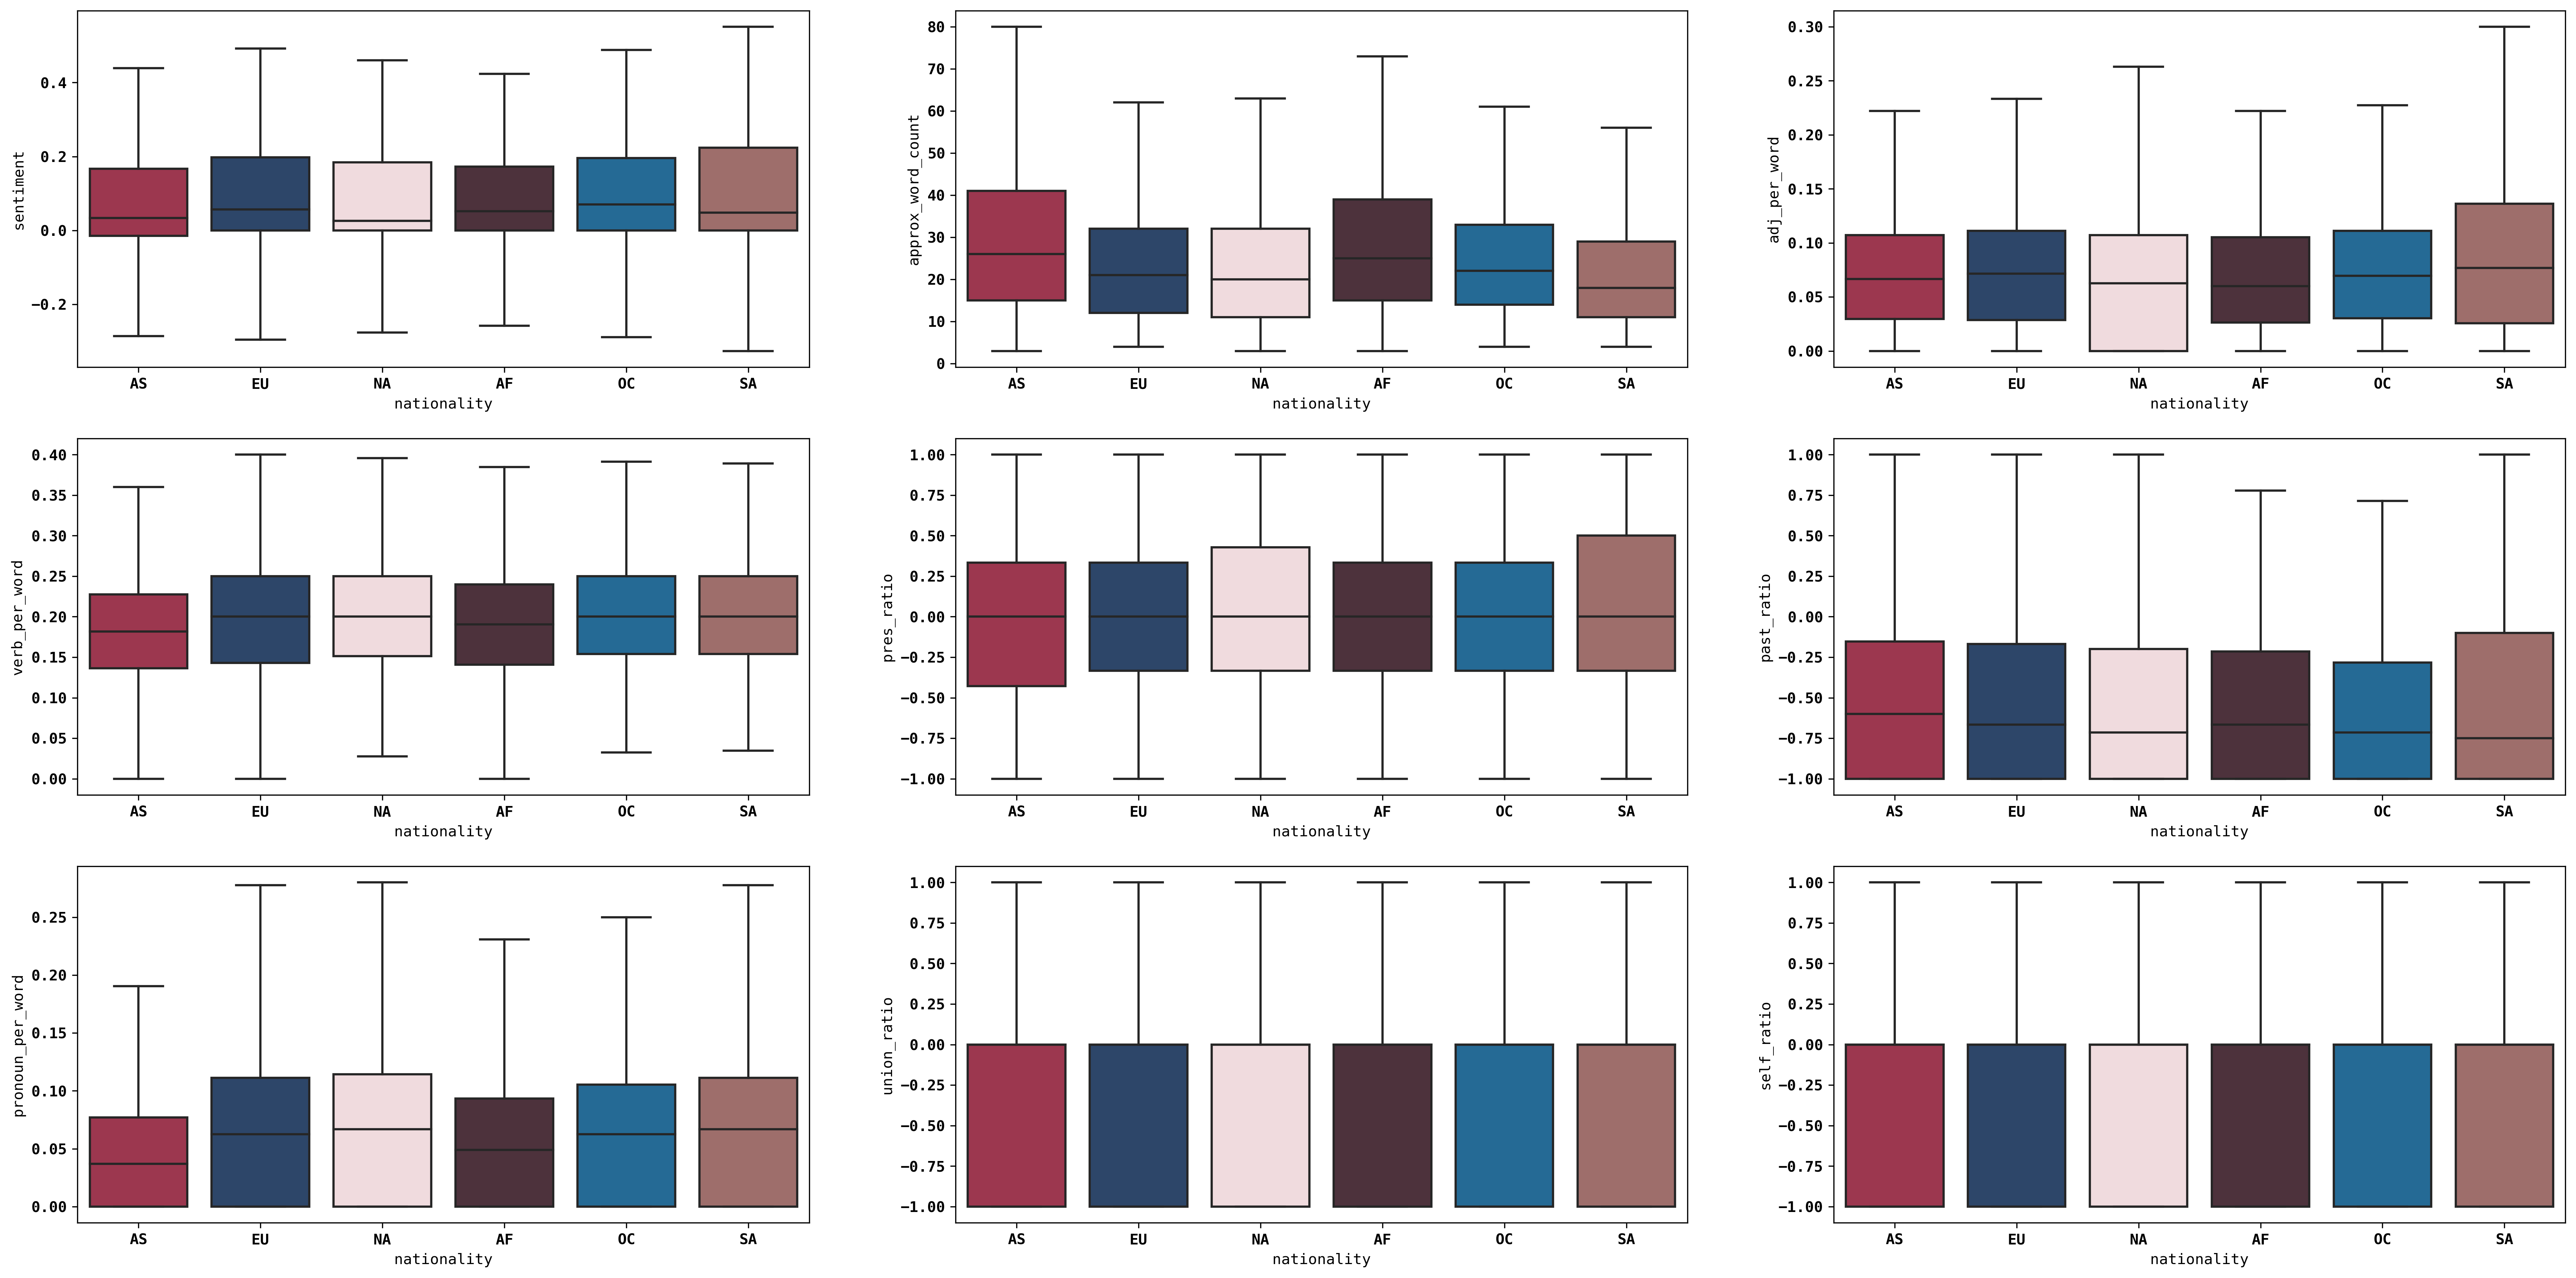 sentiment
0.4
0.2
0.0
−0.2
AS EU NA AF OC SA
nationality
approx_word_count
80
70
60
50
40
30
20
10
0
AS EU NA AF OC SA
nationality
adj_per_word
0.30
0.25
0.20
0.15
0.10
0.05
0.00
AS EU NA AF OC SA
nationality
verb_per_word
0.40
0.35
0.30
0.25
0.20
0.15
0.10
0.05
0.00
AS EU NA AF OC SA
nationality
pres_ratio
1.00
0.75
0.50
0.25
0.00
−0.25
−0.50
−0.75
−1.00
AS EU NA AF OC SA
nationality
past_ratio
1.00
0.75
0.50
0.25
0.00
−0.25
−0.50
−0.75
−1.00
AS EU NA AF OC SA
nationality
pronoun_per_word
0.25
0.20
0.15
0.10
0.05
0.00
AS EU NA AF OC SA
nationality
union_ratio
1.00
0.75
0.50
0.25
0.00
−0.25
−0.50
−0.75
−1.00
AS EU NA AF OC SA
nationality
self_ratio
1.00
0.75
0.50
0.25
0.00
−0.25
−0.50
−0.75
−1.00
AS EU NA AF OC SA
nationality